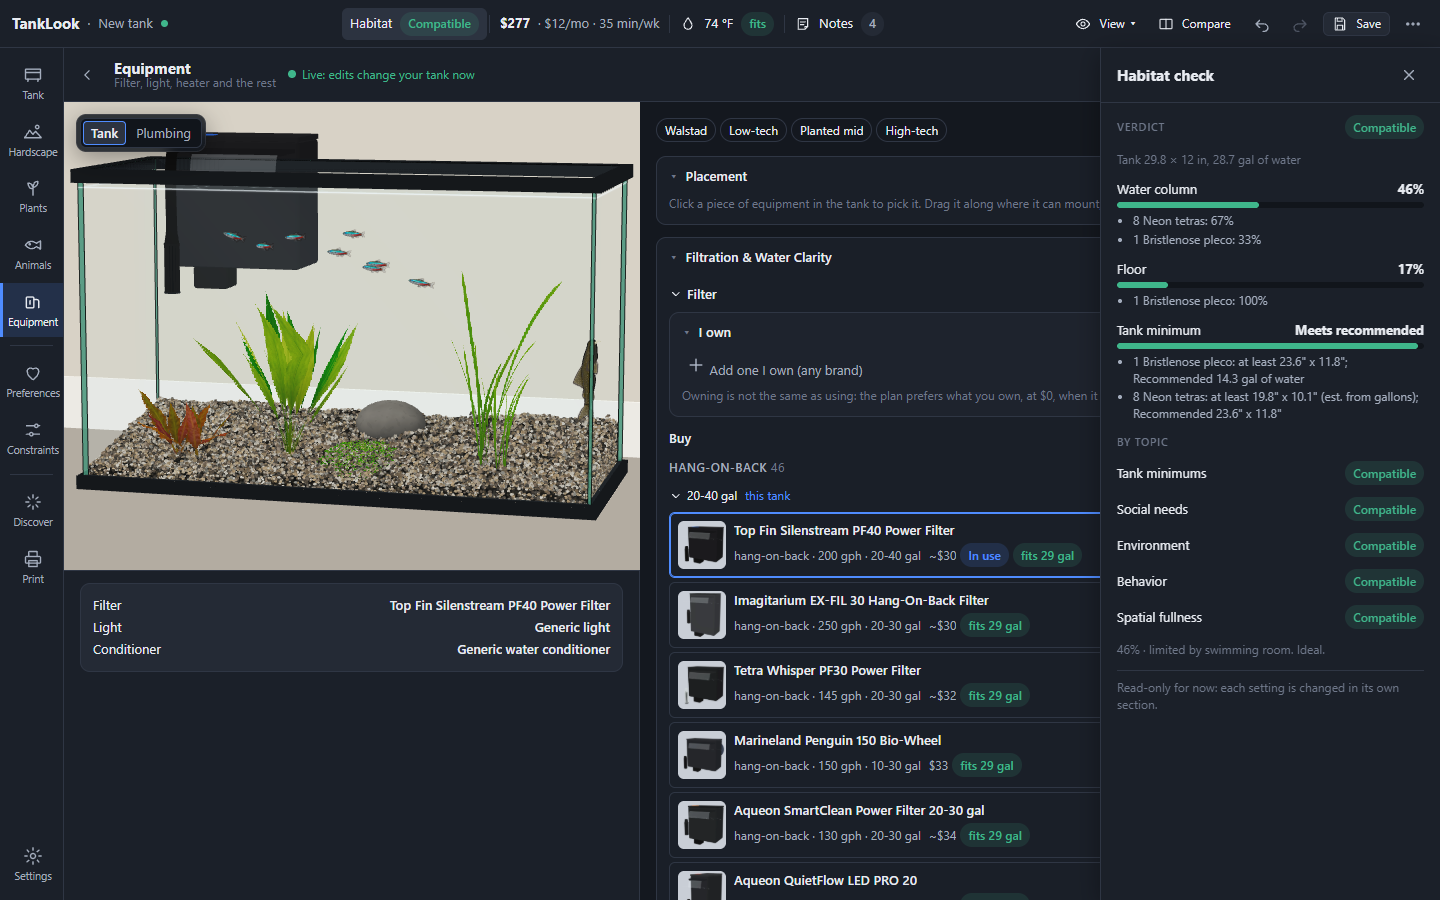 TankLook · New tank
Habitat Compatible
$277 · $12/mo · 35 min/wk
74 °F fits
Notes 4
View
Compare
Save
Tank
Hardscape
Plants
Animals
Equipment
Preferences
Constraints
Discover
Print
Settings
Equipment
Filter, light, heater and the rest
Live: edits change your tank now
Tank Plumbing
Filter Top Fin Silenstream PF40 Power Filter
Light Generic light
Conditioner Generic water conditioner
Walstad Low-tech Planted mid High-tech
Placement
Click a piece of equipment in the tank to pick it. Drag it along where it can mount
Filtration & Water Clarity
Filter
I own
Add one I own (any brand)
Owning is not the same as using: the plan prefers what you own, at $0, when it
Buy
HANG-ON-BACK 46
20-40 gal this tank
Top Fin Silenstream PF40 Power Filter
hang-on-back · 200 gph · 20-40 gal ~$30 In use fits 29 gal
Imagitarium EX-FIL 30 Hang-On-Back Filter
hang-on-back · 250 gph · 20-30 gal ~$30 fits 29 gal
Tetra Whisper PF30 Power Filter
hang-on-back · 145 gph · 20-30 gal ~$32 fits 29 gal
Marineland Penguin 150 Bio-Wheel
hang-on-back · 150 gph · 10-30 gal $33 fits 29 gal
Aqueon SmartClean Power Filter 20-30 gal
hang-on-back · 130 gph · 20-30 gal ~$34 fits 29 gal
Aqueon QuietFlow LED PRO 20
Habitat check
VERDICT Compatible
Tank 29.8 × 12 in, 28.7 gal of water
Water column 46%
• 8 Neon tetras: 67%
• 1 Bristlenose pleco: 33%
Floor 17%
• 1 Bristlenose pleco: 100%
Tank minimum Meets recommended
• 1 Bristlenose pleco: at least 23.6" x 11.8";
Recommended 14.3 gal of water
• 8 Neon tetras: at least 19.8" x 10.1" (est. from gallons);
Recommended 23.6" x 11.8"
BY TOPIC
Tank minimums Compatible
Social needs Compatible
Environment Compatible
Behavior Compatible
Spatial fullness Compatible
46% · limited by swimming room. Ideal.
Read-only for now: each setting is changed in its own
section.